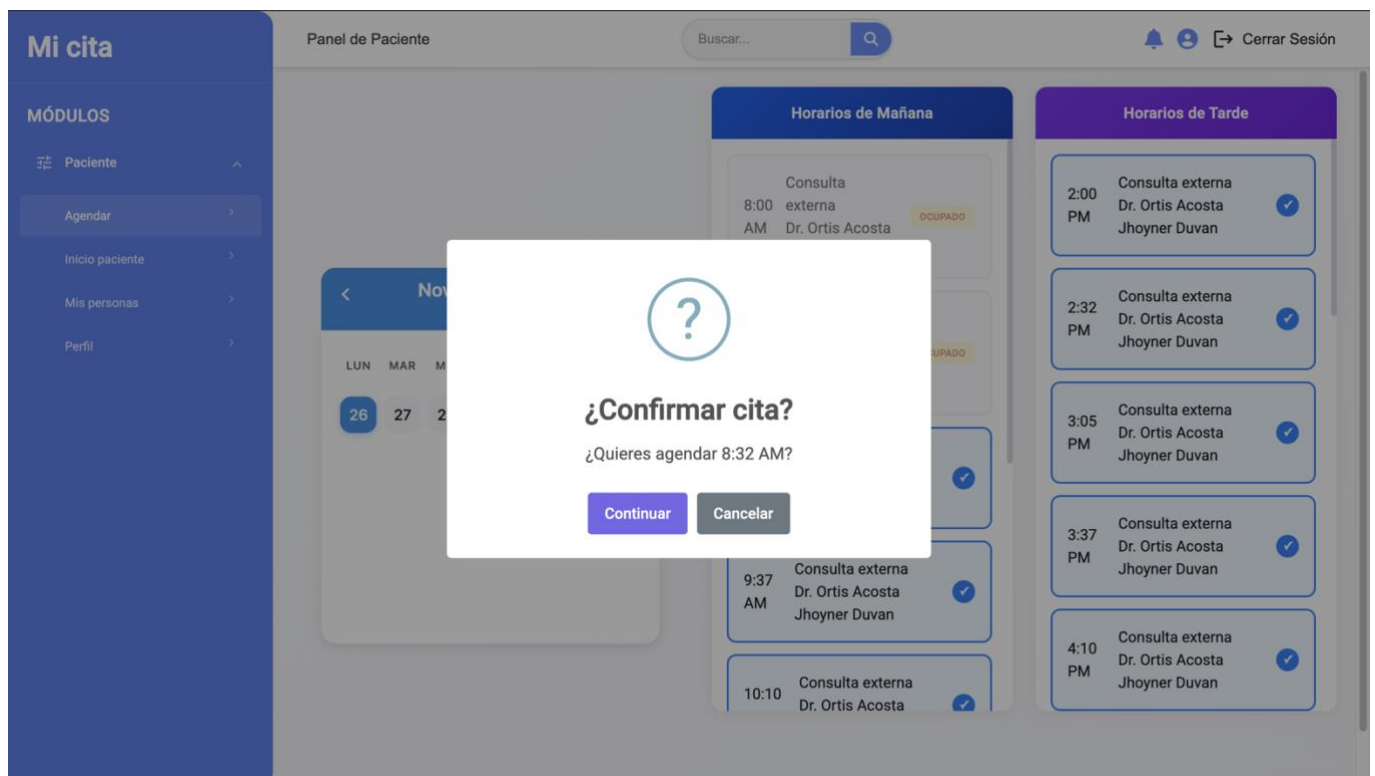 Mi cita
MÓDULOS
Paciente
Agendar
Inicio paciente
Mis personas
Perfil
Panel de Paciente
Buscar...
Cerrar Sesión
LUN MAR
26 27
¿Confirmar cita?
¿Quieres agendar 8:32 AM?
Continuar
Cancelar
Horarios de Mañana
8:00 AM
Consulta
externa
Dr. Ortis Acosta
OCUPADO
9:37 AM
Consulta externa
Dr. Ortis Acosta
Jhoyner Duvan
10:10
Consulta externa
Dr. Ortis Acosta
Horarios de Tarde
2:00 PM
Consulta externa
Dr. Ortis Acosta
Jhoyner Duvan
2:32 PM
Consulta externa
Dr. Ortis Acosta
Jhoyner Duvan
3:05 PM
Consulta externa
Dr. Ortis Acosta
Jhoyner Duvan
3:37 PM
Consulta externa
Dr. Ortis Acosta
Jhoyner Duvan
4:10 PM
Consulta externa
Dr. Ortis Acosta
Jhoyner Duvan